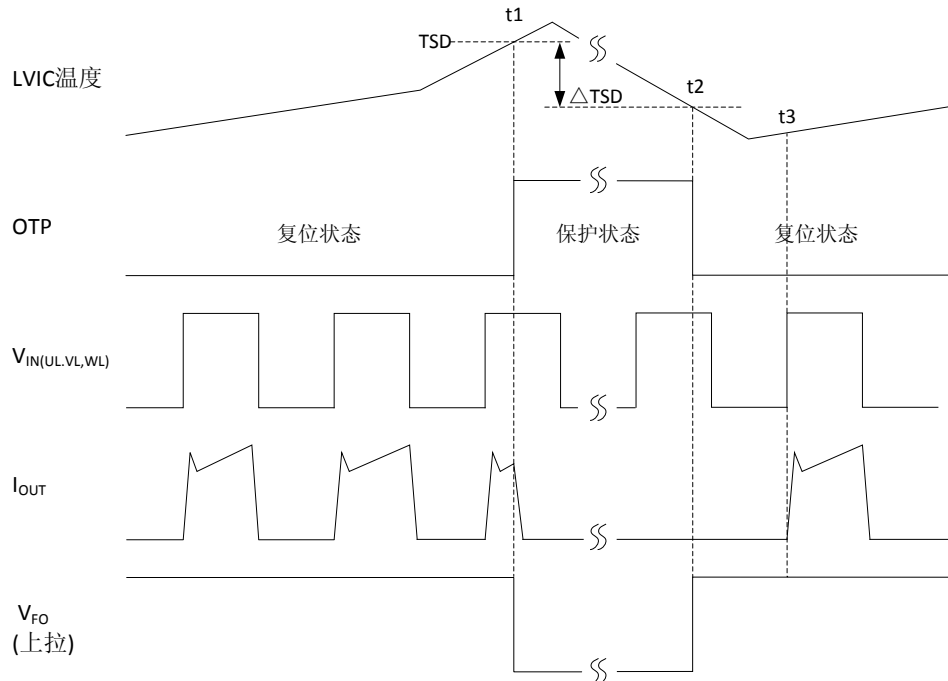 t1
TSD
LVIC温度
△TSD
t2
t3
OTP
复位状态
保护状态
复位状态
VIN(UL.VL,WL)
IOUT
VFO
(上拉)